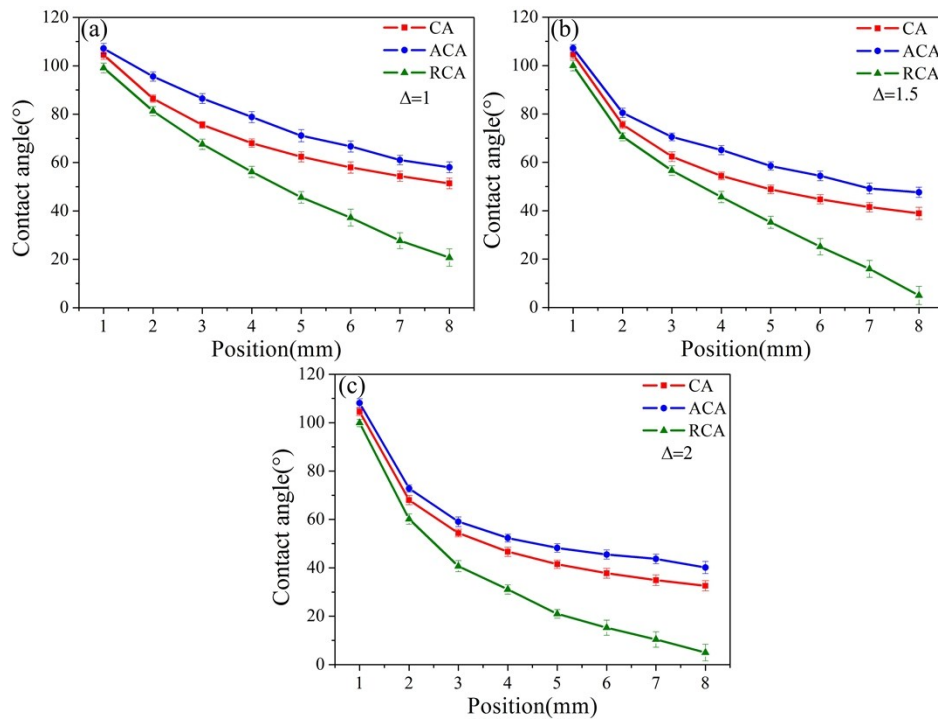 (a)
CA
ACA
RCA
Δ=1
Contact angle(°)
120
100
80
60
40
20
0
1 2 3 4 5 6 7 8
Position(mm)
(b)
CA
ACA
RCA
Δ=1.5
Contact angle(°)
120
100
80
60
40
20
0
1 2 3 4 5 6 7 8
Position(mm)
(c)
CA
ACA
RCA
Δ=2
Contact angle(°)
120
100
80
60
40
20
0
1 2 3 4 5 6 7 8
Position(mm)